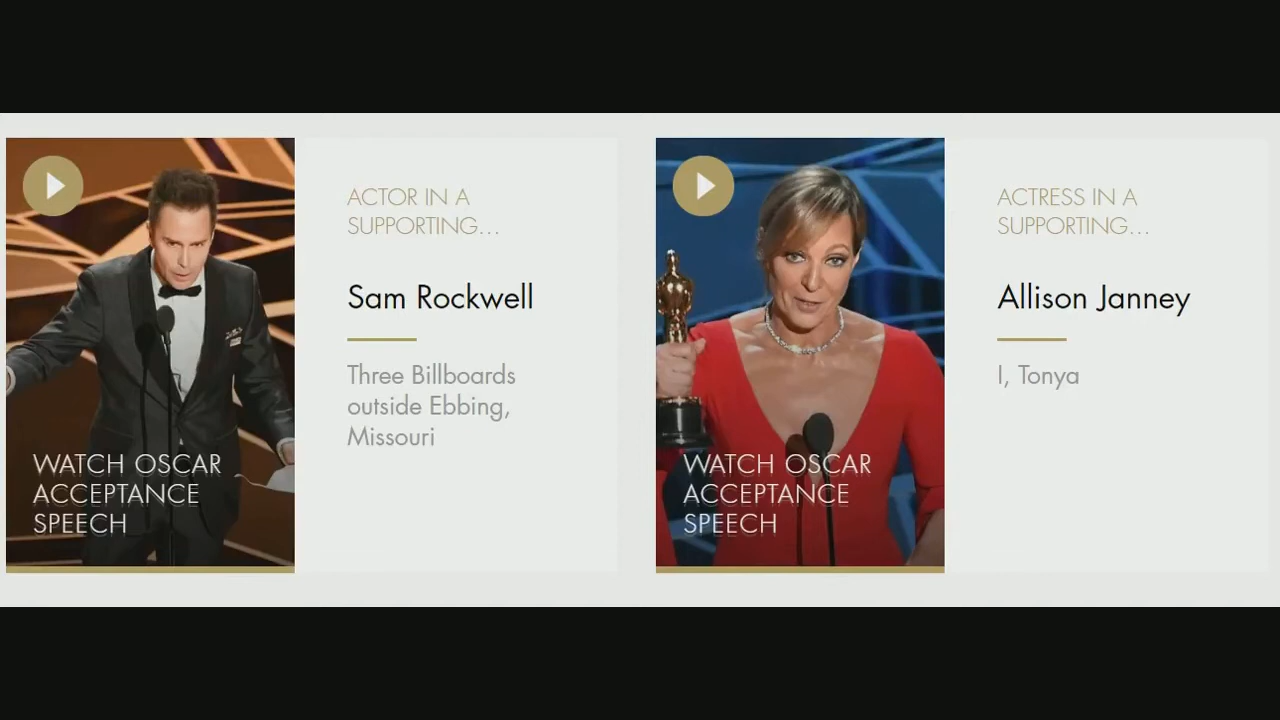 ACTOR IN A
SUPPORTING...
Sam Rockwell
Three Billboards
outside Ebbing,
Missouri
WATCH OSCAR
ACCEPTANCE
SPEECH
ACTRESS IN A
SUPPORTING...
Allison Janney
I, Tonya
WATCH OSCAR
ACCEPTANCE
SPEECH